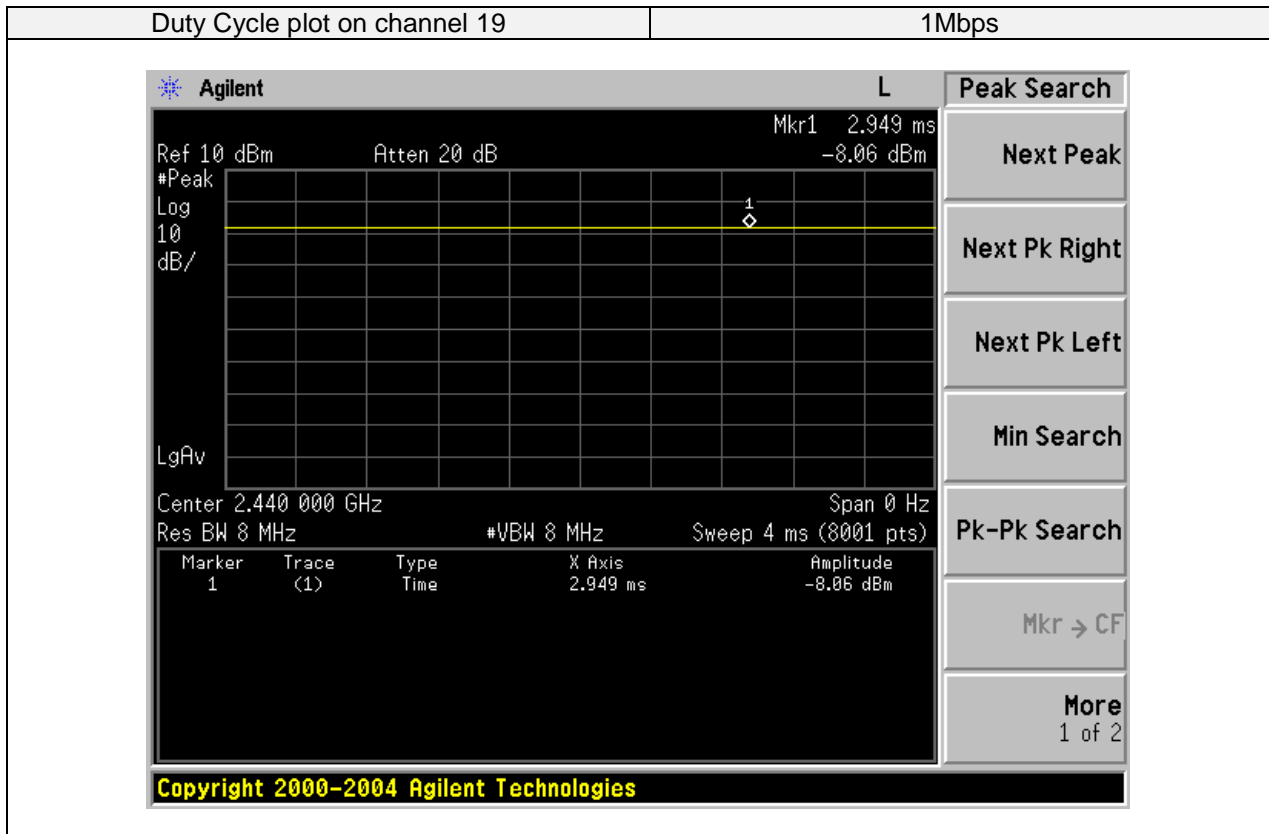 Duty Cycle plot on channel 19 1Mbps
Agilent L Peak Search
Mkr1 2.949 ms
Ref 10 dBm Atten 20 dB -8.06 dBm
#Peak
Log
10
dB/
1
LgAv
Center 2.440 000 GHz Span 0 Hz
Res BW 8 MHz #VBW 8 MHz Sweep 4 ms (8001 pts)
Marker Trace Type X Axis Amplitude
1 (1) Time 2.949 ms -8.06 dBm
Next Peak
Next Pk Right
Next Pk Left
Min Search
Pk-Pk Search
Mkr → CF
More
1 of 2
Copyright 2000-2004 Agilent Technologies